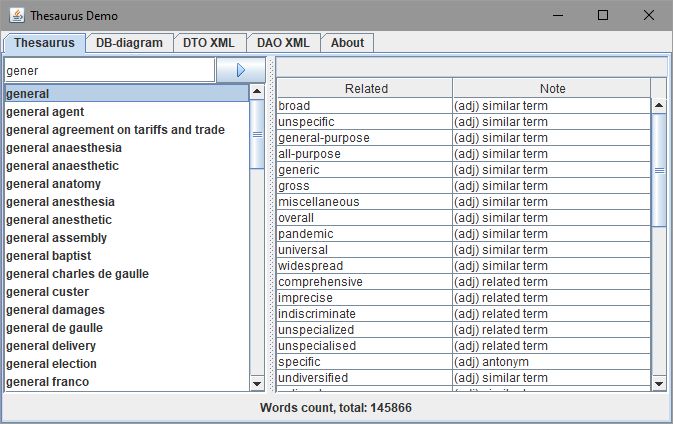 Thesaurus Demo
Thesaurus DB-diagram DTO XML DAO XML About
gener
general
general agent
general agreement on tariffs and trade
general anaesthesia
general anaesthetic
general anatomy
general anesthesia
general anesthetic
general assembly
general baptist
general charles de gaulle
general custer
general damages
general de gaulle
general delivery
general election
general franco
Related Note
broad (adj) similar term
unspecific (adj) similar term
general-purpose (adj) similar term
all-purpose (adj) similar term
generic (adj) similar term
gross (adj) similar term
miscellaneous (adj) similar term
overall (adj) similar term
pandemic (adj) similar term
universal (adj) similar term
widespread (adj) similar term
comprehensive (adj) related term
imprecise (adj) related term
indiscriminate (adj) related term
unspecialized (adj) related term
unspecialised (adj) related term
specific (adj) antonym
undiversified (adj) similar term
Words count, total: 145866